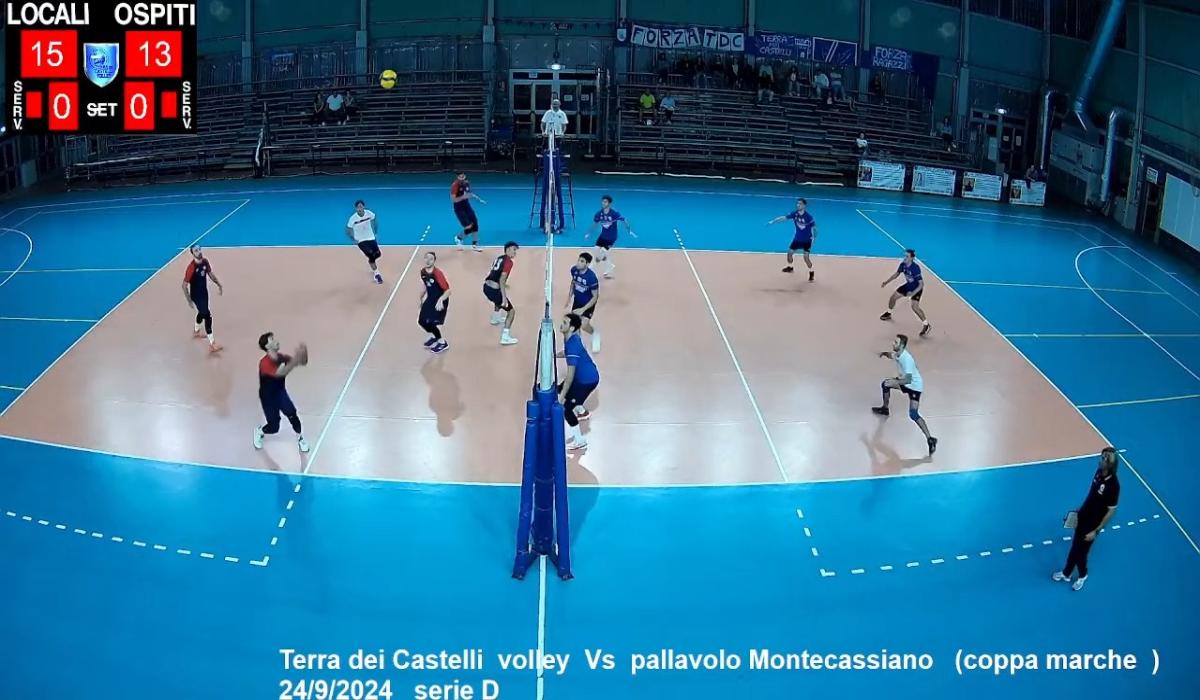 LOCALI OSPITI
15 13
SERV. 0 SET 0 SERV.
FORZA TDC
TERRA
CASTELLI
FORZA
RAGAZZI
Terra dei Castelli volley Vs pallavolo Montecassiano (coppa marche )
24/9/2024 serie D